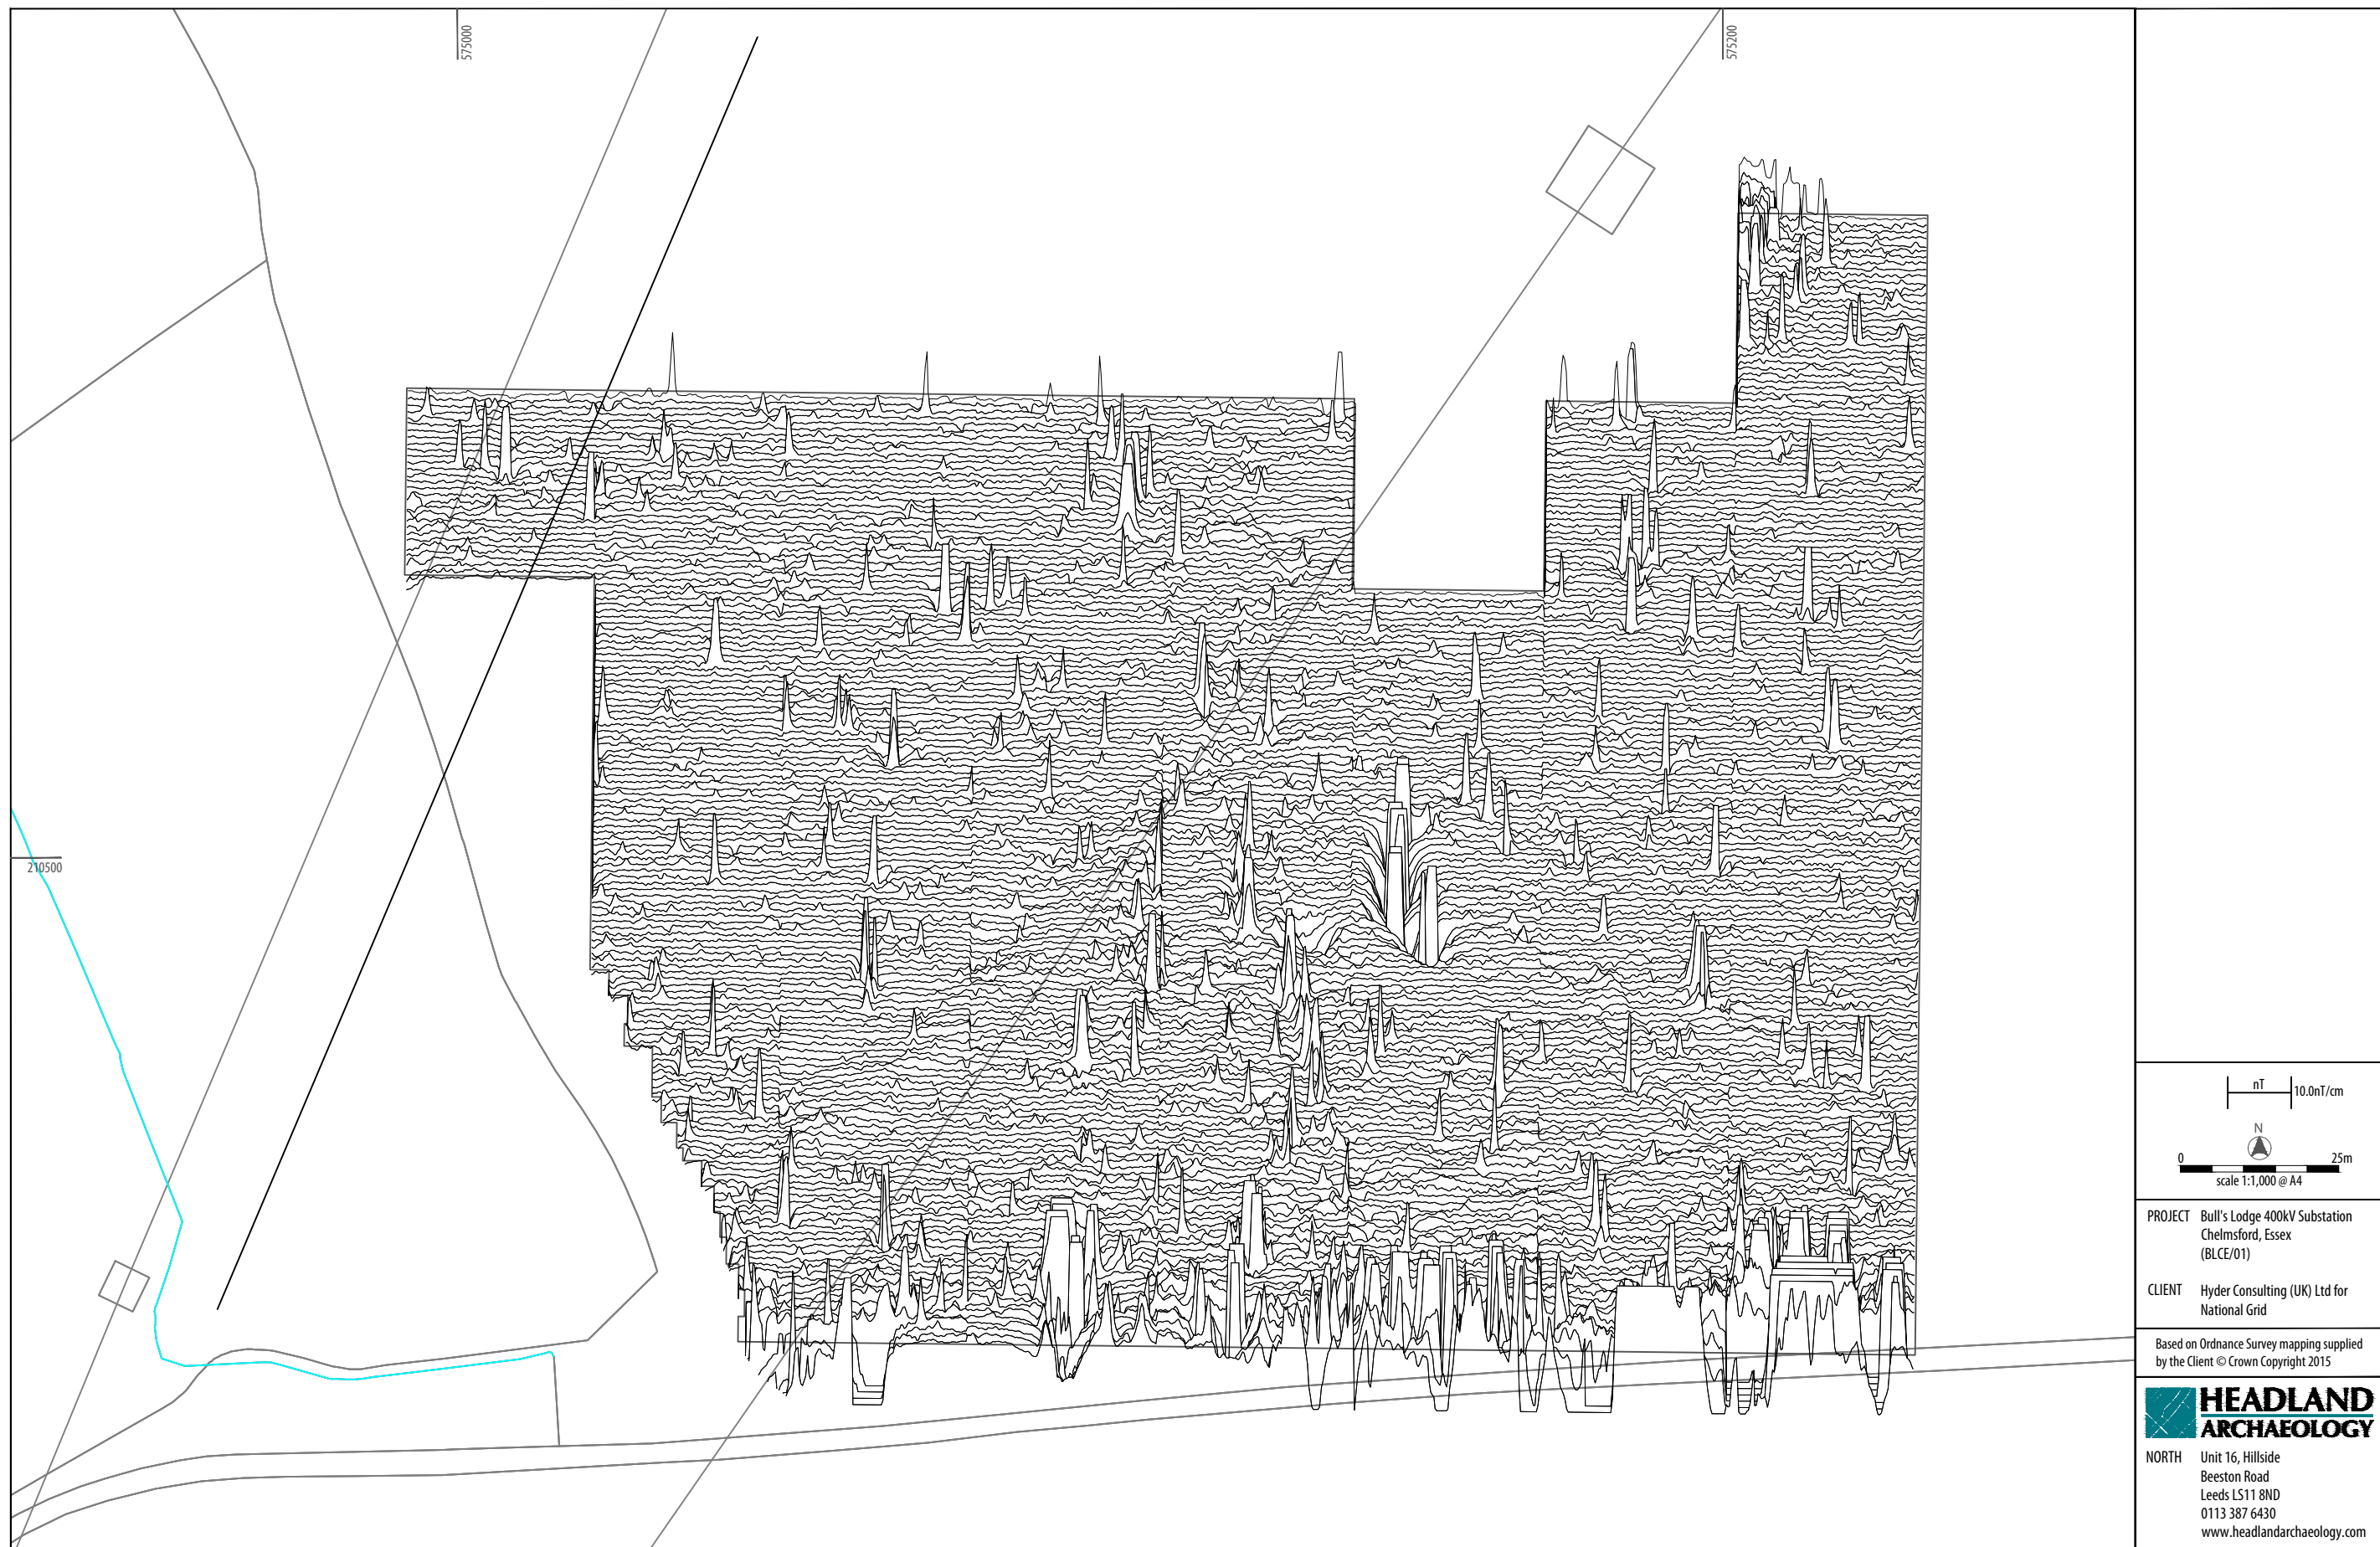 575000
575200
210500
nT
10.0nT/cm
N
0
25m
scale 1:1,000 @ A4
PROJECT Bull's Lodge 400kV Substation
Chelmsford, Essex
(BLCE/01)
CLIENT Hyder Consulting (UK) Ltd for
National Grid
Based on Ordnance Survey mapping supplied
by the Client © Crown Copyright 2015
HEADLAND
ARCHAEOLOGY
NORTH Unit 16, Hillside
Beeston Road
Leeds LS11 8ND
0113 387 6430
www.headlandarchaeology.com